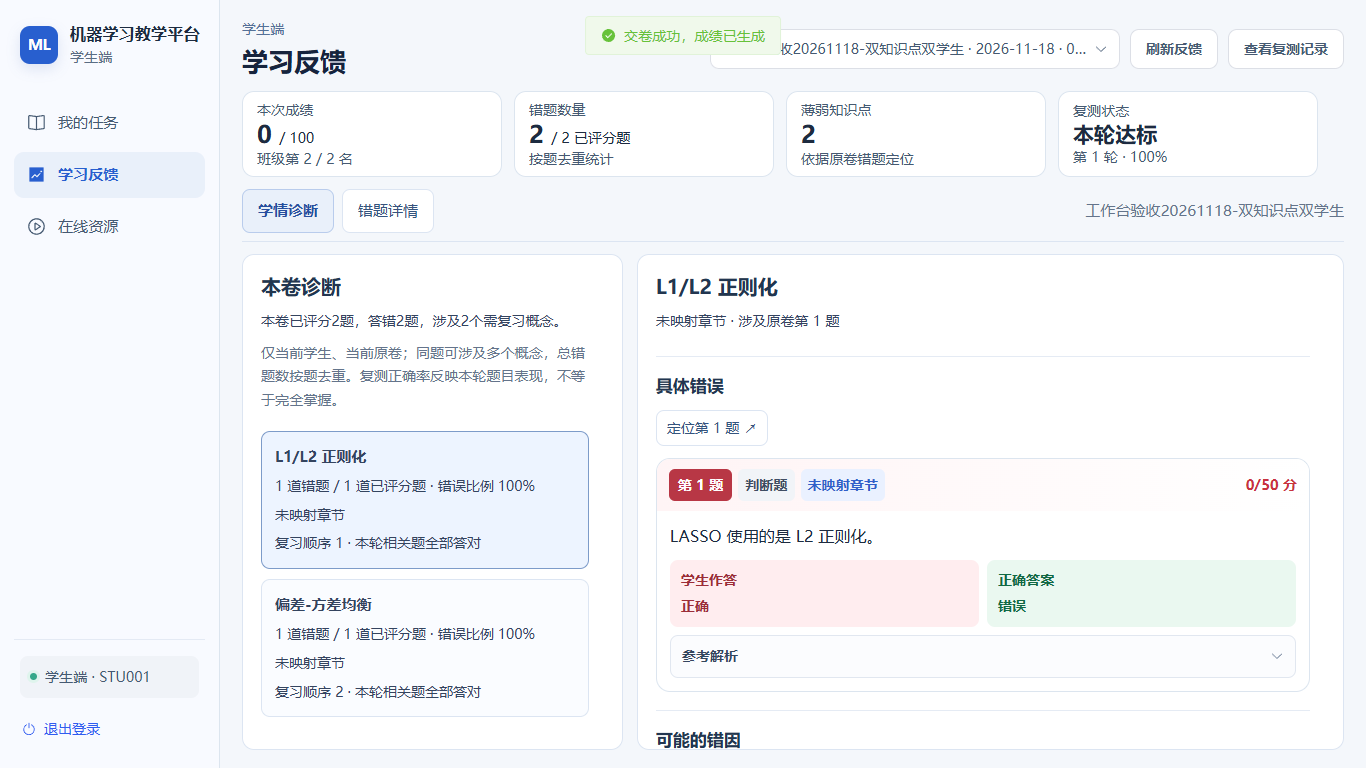 ML
机器学习教学平台
学生端
我的任务
学习反馈
在线资源
学生端 · STU001
退出登录
学生端
学习反馈
交卷成功，成绩已生成
收20261118-双知识点双学生 · 2026-11-18 · 0...
刷新反馈
查看复测记录
本次成绩
0 / 100
班级第 2 / 2 名
错题数量
2 / 2 已评分题
按题去重统计
薄弱知识点
2
依据原卷错题定位
复测状态
本轮达标
第 1 轮 · 100%
学情诊断
错题详情
工作台验收20261118-双知识点双学生
本卷诊断
本卷已评分2题，答错2题，涉及2个需复习概念。
仅当前学生、当前原卷；同题可涉及多个概念，总错
题数按题去重。复测正确率反映本轮题目表现，不等
于完全掌握。
L1/L2 正则化
1 道错题 / 1 道已评分题 · 错误比例 100%
未映射章节
复习顺序 1 · 本轮相关题全部答对
偏差-方差均衡
1 道错题 / 1 道已评分题 · 错误比例 100%
未映射章节
复习顺序 2 · 本轮相关题全部答对
L1/L2 正则化
未映射章节 · 涉及原卷第 1 题
具体错误
定位第 1 题 ↗
第 1 题
判断题
未映射章节
0/50 分
LASSO 使用的是 L2 正则化。
学生作答
正确
正确答案
错误
参考解析
可能的错因